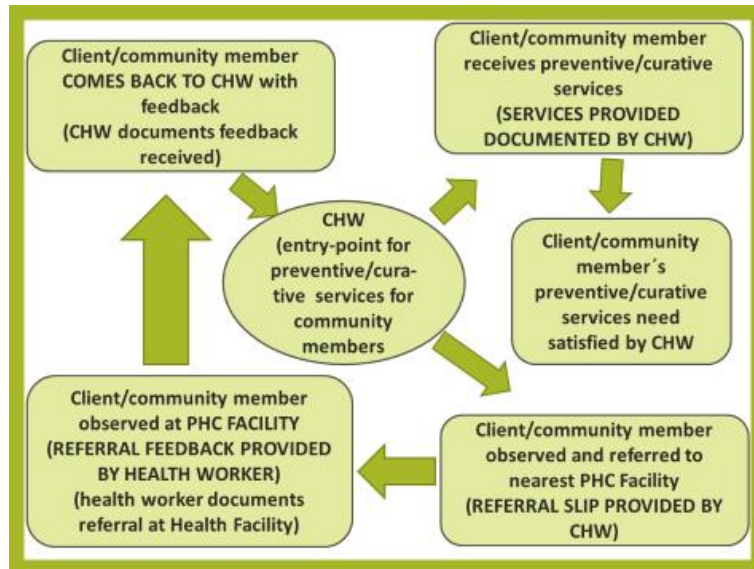 Client/community member
COMES BACK TO CHW with
feedback
(CHW documents feedback
received)
Client/community member
receives preventive/curative
services
(SERVICES PROVIDED
DOCUMENTED BY CHW)
CHW
(entry-point for
preventive/cura-
tive services for
community
members
Client/community
member´s
preventive/curative
services need
satisfied by CHW
Client/community member
observed at PHC FACILITY
(REFERRAL FEEDBACK PROVIDED
BY HEALTH WORKER)
(health worker documents
referral at Health Facility)
Client/community member
observed and referred to
nearest PHC Facility
(REFERRAL SLIP PROVIDED BY
CHW)